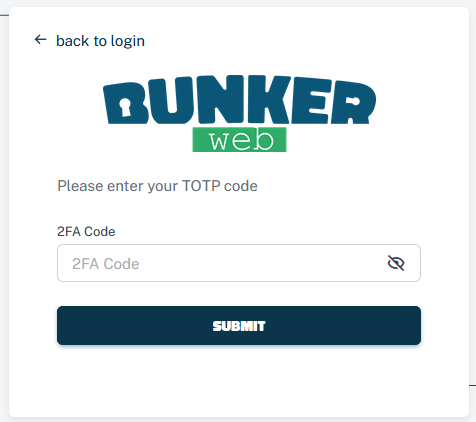 back to login
BUNKER
web
Please enter your TOTP code
2FA Code
2FA Code
SUBMIT